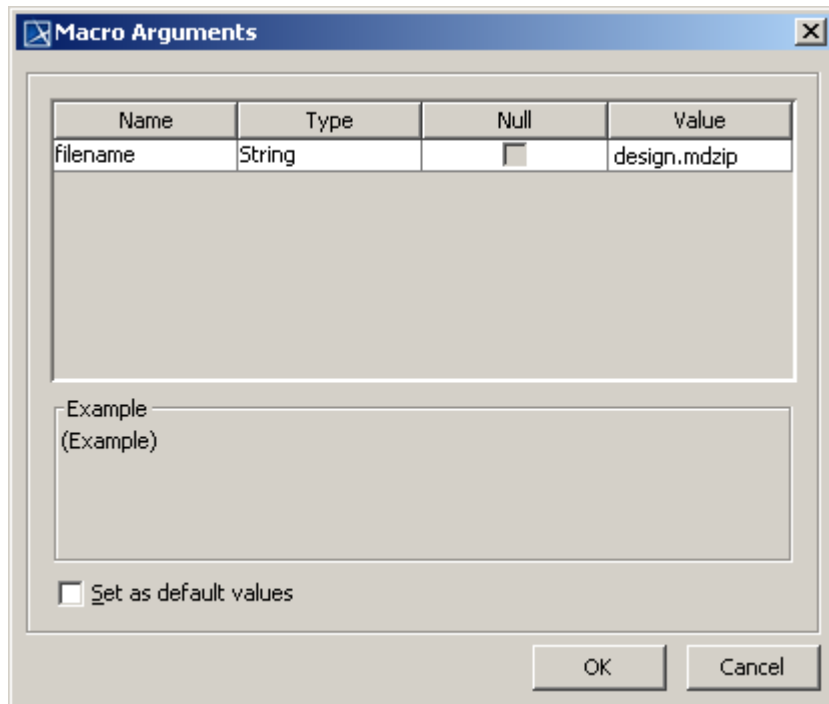 Macro Arguments
Name Type Null Value
filename String design.mdzip
Example
(Example)
Set as default values
OK Cancel